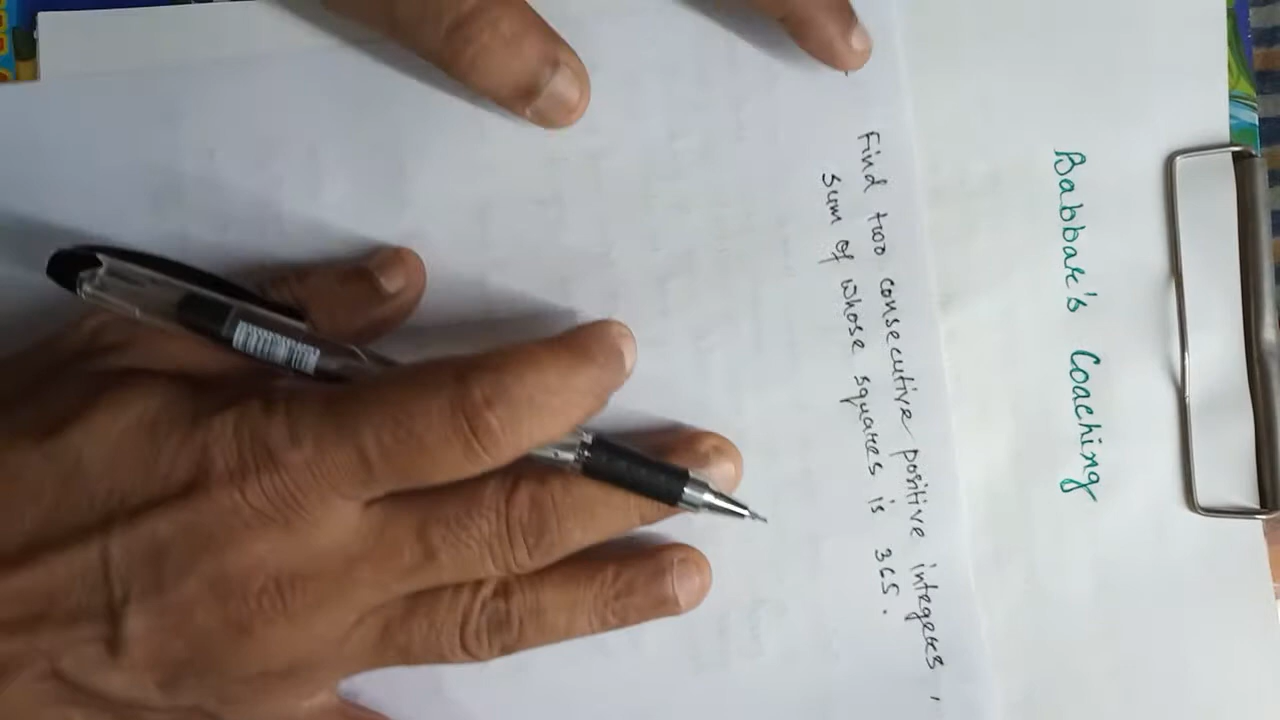 Babbar's Coaching
Find two consecutive positive integers,
sum of whose squares is 365.